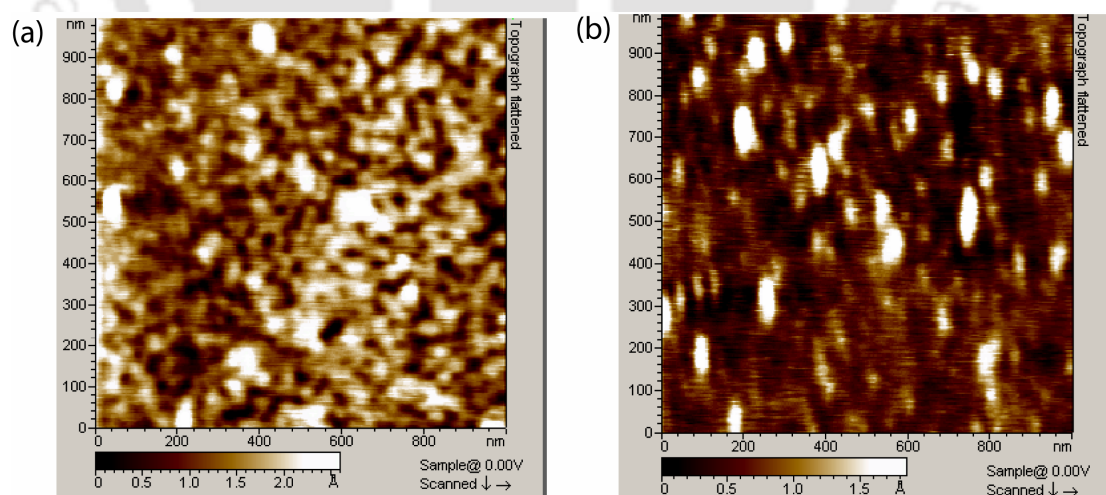 (a)
nm
900
800
700
600
500
400
300
200
100
0
0 200 400 600 800 nm
Topograph flattened
0 0.5 1.0 1.5 2.0 Å
Sample@ 0.00V
Scanned ↓ →
(b)
nm
900
800
700
600
500
400
300
200
100
0
0 200 400 600 800 nm
Topograph flattened
0 0.5 1.0 1.5 Å
Sample@ 0.00V
Scanned ↓ →